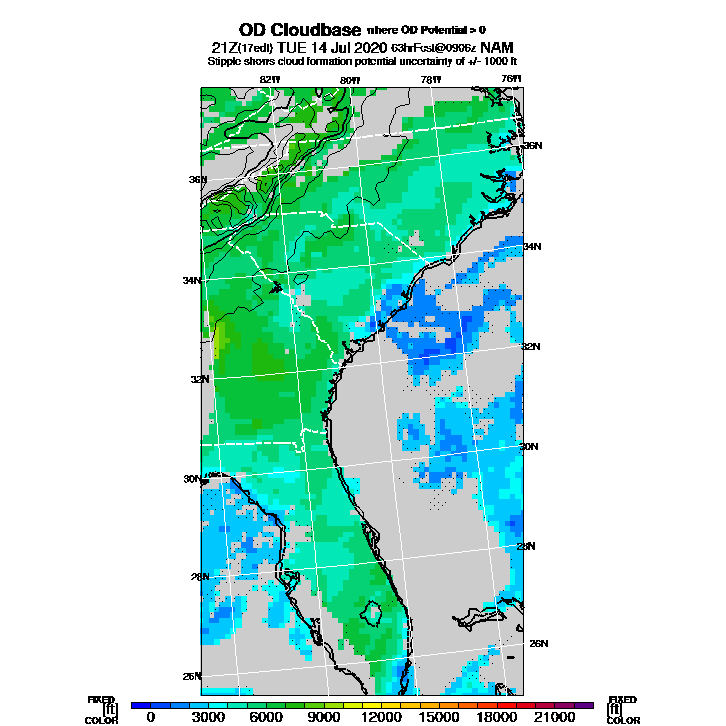 OD Cloudbase where OD Potential > 0
21Z(17edt) TUE 14 Jul 2020 63hrFcst@0906z NAM
Stipple shows cloud formation potential uncertainty of +/- 1000 ft
82W 80W 78W 76W
36N
36N
34N
34N
32N
32N
30N
30N
28N
28N
26N
26N
FIXED FIXED
[ft] [ft]
COLOR 0 3000 6000 9000 12000 15000 18000 21000 COLOR